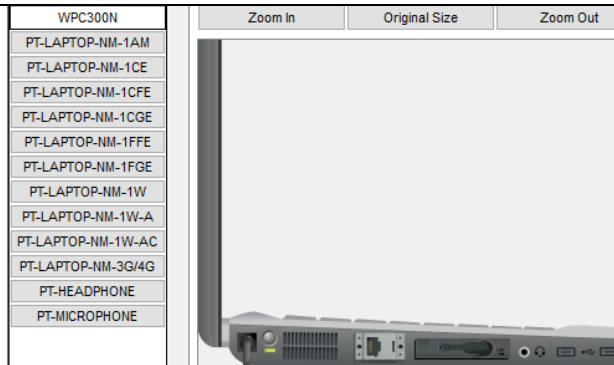 WPC300N
PT-LAPTOP-NM-1AM
PT-LAPTOP-NM-1CE
PT-LAPTOP-NM-1CFE
PT-LAPTOP-NM-1CGE
PT-LAPTOP-NM-1FFE
PT-LAPTOP-NM-1FGE
PT-LAPTOP-NM-1W
PT-LAPTOP-NM-1W-A
PT-LAPTOP-NM-1W-AC
PT-LAPTOP-NM-3G/4G
PT-HEADPHONE
PT-MICROPHONE
Zoom In
Original Size
Zoom Out